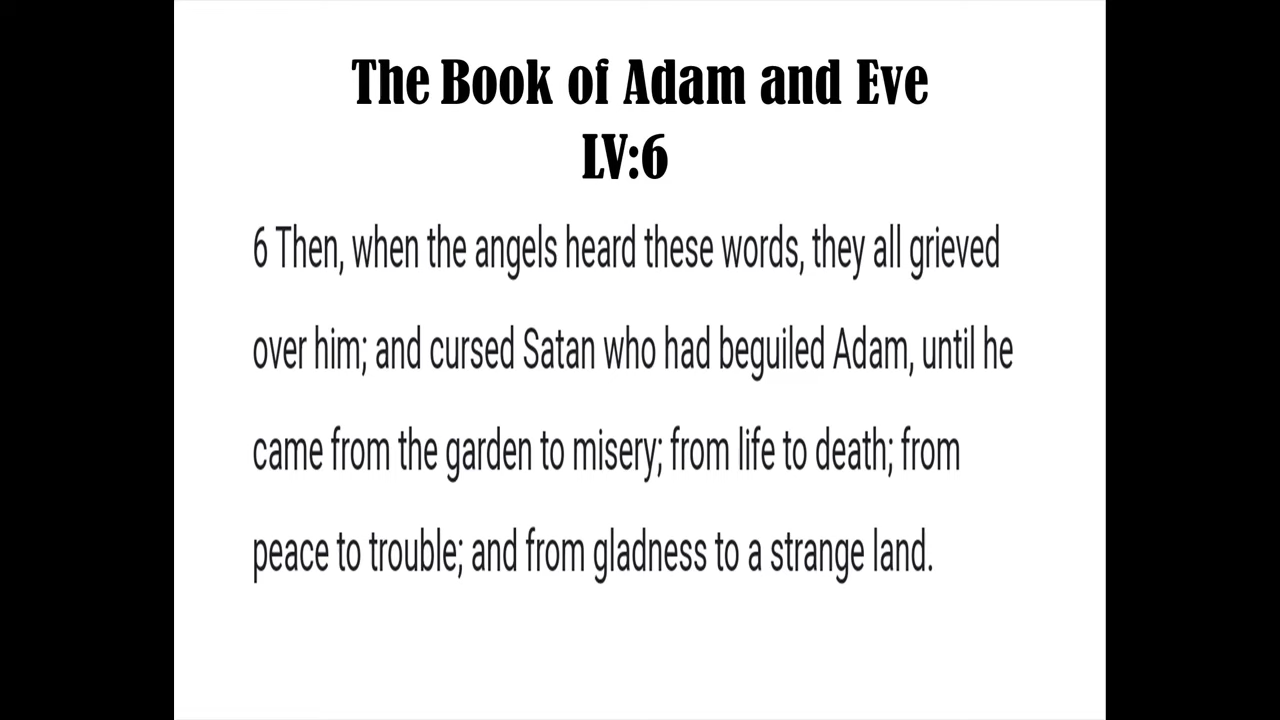 The Book of Adam and Eve
LV:6
6 Then, when the angels heard these words, they all grieved
over him; and cursed Satan who had beguiled Adam, until he
came from the garden to misery; from life to death; from
peace to trouble; and from gladness to a strange land.